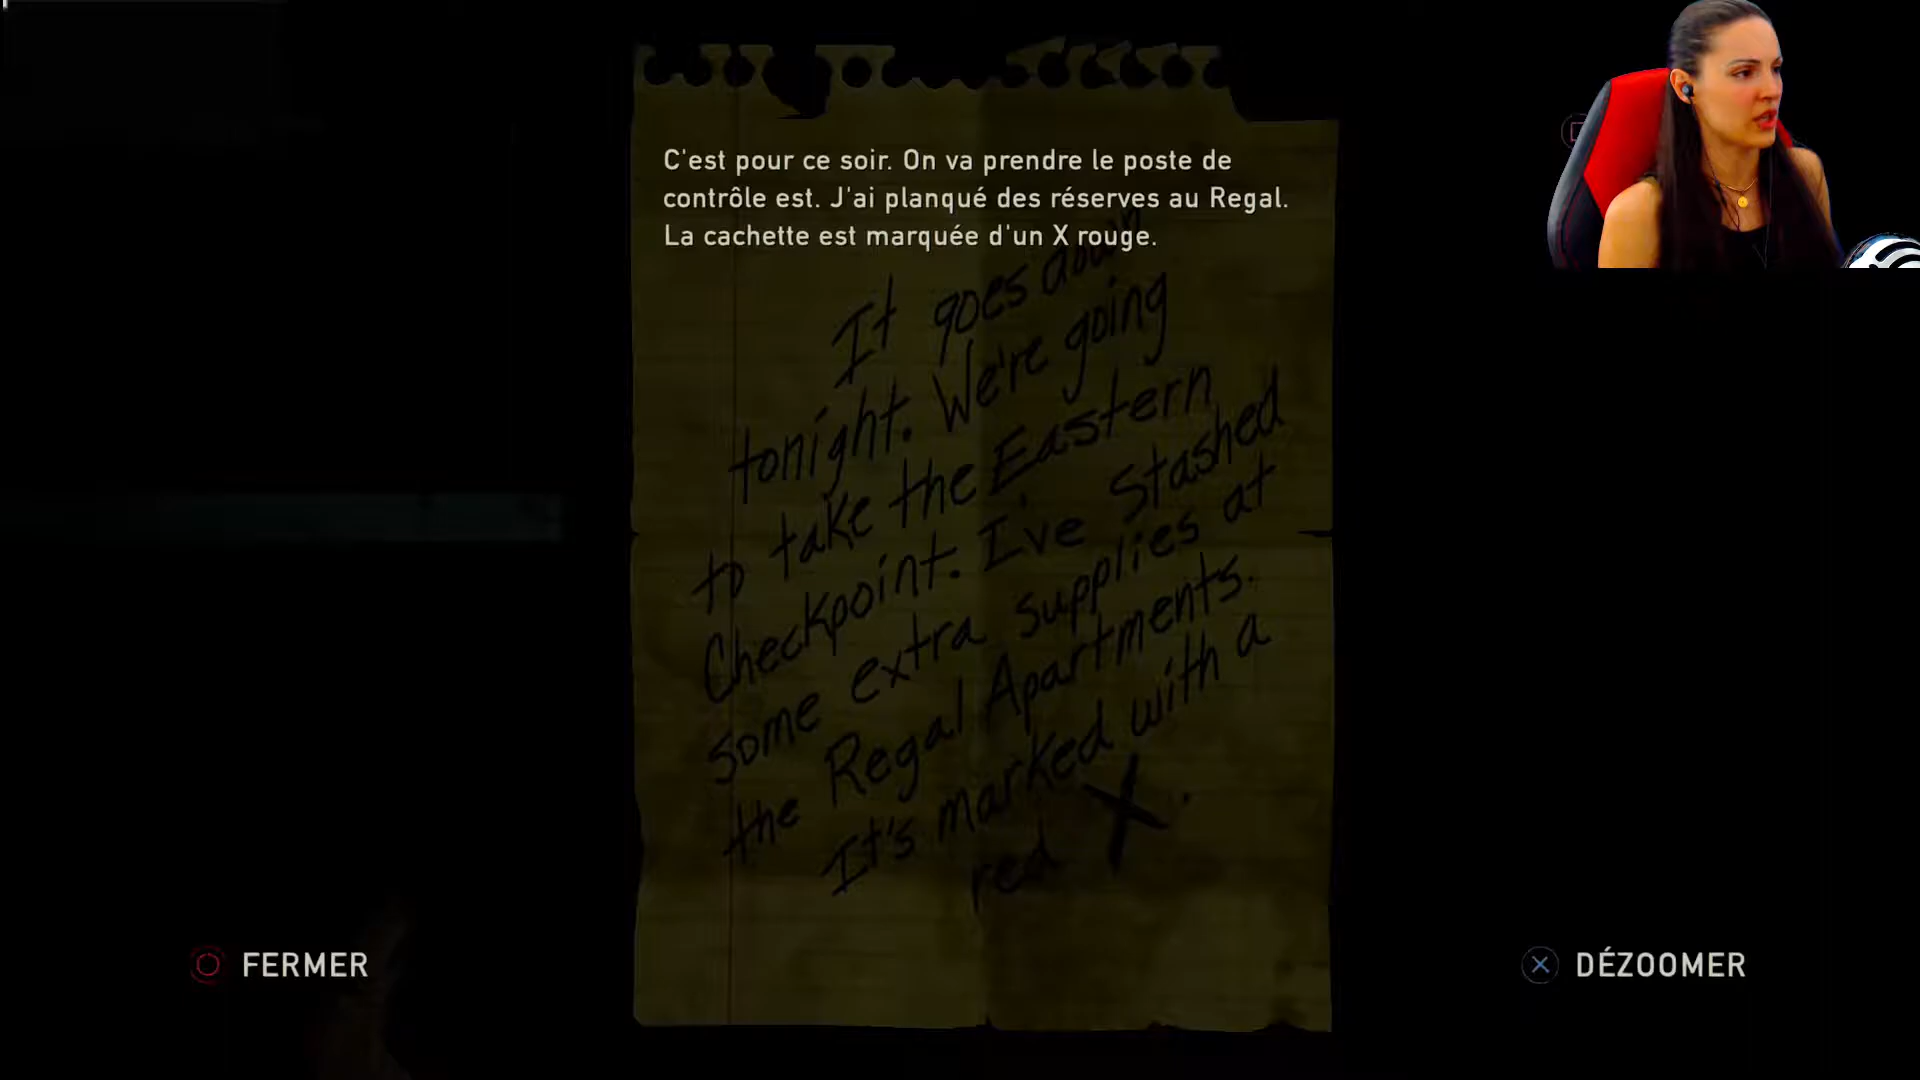 C'est pour ce soir. On va prendre le poste de
contrôle est. J'ai planqué des réserves au Regal.
La cachette est marquée d'un X rouge.
It goes down
tonight. We're going
to take the Eastern
Checkpoint. I've Stashed
some extra supplies at
the Regal Apartments.
It's marked with a
red X.
FERMER
DÉZOOMER